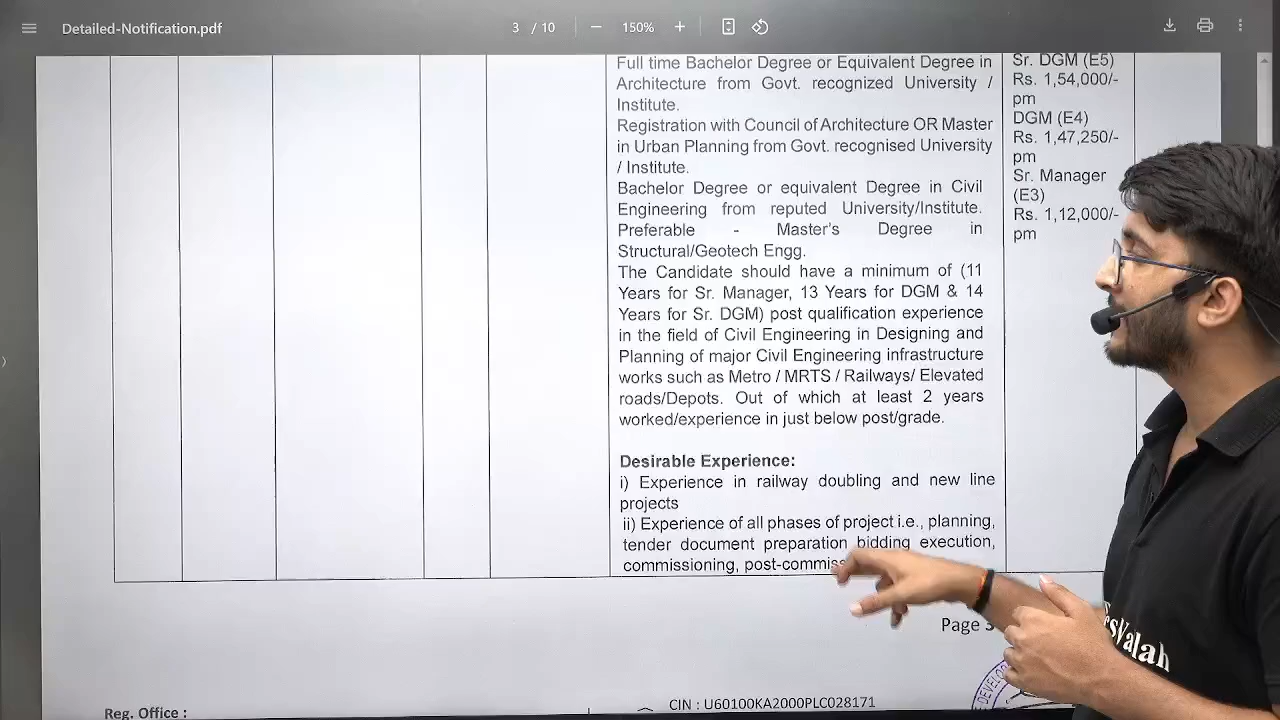 Detailed-Notification.pdf
3 / 10
150%
Full time Bachelor Degree or Equivalent Degree in
Architecture from Govt. recognized University /
Institute.
Registration with Council of Architecture OR Master
in Urban Planning from Govt. recognised University
/ Institute.
Bachelor Degree or equivalent Degree in Civil
Engineering from reputed University/Institute.
Preferable - Master's Degree in
Structural/Geotech Engg.
The Candidate should have a minimum of (11
Years for Sr. Manager, 13 Years for DGM & 14
Years for Sr. DGM) post qualification experience
in the field of Civil Engineering in Designing and
Planning of major Civil Engineering infrastructure
works such as Metro / MRTS / Railways/ Elevated
roads/Depots. Out of which at least 2 years
worked/experience in just below post/grade.
Desirable Experience:
i) Experience in railway doubling and new line
projects
ii) Experience of all phases of project i.e., planning,
tender document preparation bidding execution,
commissioning,
Sr. DGM (E5)
Rs. 1,54,000/-
pm
DGM (E4)
Rs. 1,47,250/-
pm
Sr. Manager
(E3)
Rs. 1,12,000/-
pm
Page 3
Reg. Office :
CIN : U60100KA2000PLC028171